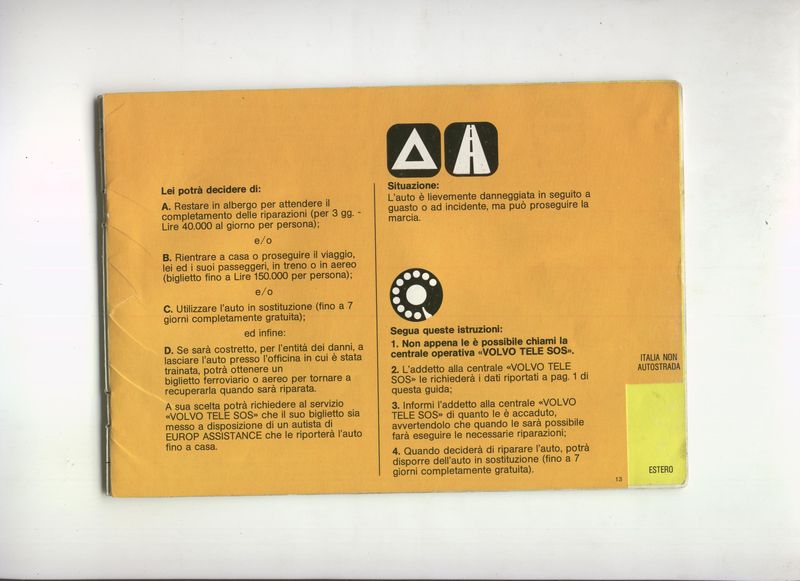 Lei potrà decidere di:
A. Restare in albergo per attendere il
completamento delle riparazioni (per 3 gg. -
Lire 40.000 al giorno per persona);
e/o
B. Rientrare a casa o proseguire il viaggio,
lei ed i suoi passeggeri, in treno o in aereo
(biglietto fino a Lire 150.000 per persona);
e/o
C. Utilizzare l'auto in sostituzione (fino a 7
giorni completamente gratuita);
ed infine:
D. Se sarà costretto, per l'entità dei danni, a
lasciare l'auto presso l'officina in cui è stata
trainata, potrà ottenere un
biglietto ferroviario o aereo per tornare a
recuperarla quando sarà riparata.
A sua scelta potrà richiedere al servizio
«VOLVO TELE SOS» che il suo biglietto sia
messo a disposizione di un autista di
EUROP ASSISTANCE che le riporterà l'auto
fino a casa.
Situazione:
L'auto è lievemente danneggiata in seguito a
guasto o ad incidente, ma può proseguire la
marcia.
Segua queste istruzioni:
1. Non appena le è possibile chiami la
centrale operativa «VOLVO TELE SOS».
2. L'addetto alla centrale «VOLVO TELE
SOS» le richiederà i dati riportati a pag. 1 di
questa guida;
3. Informi l'addetto alla centrale «VOLVO
TELE SOS» di quanto le è accaduto,
avvertendolo che quando le sarà possibile
farà eseguire le necessarie riparazioni;
4. Quando deciderà di riparare l'auto, potrà
disporre dell'auto in sostituzione (fino a 7
giorni completamente gratuita).
13
ITALIA NON
AUTOSTRADA
ESTERO